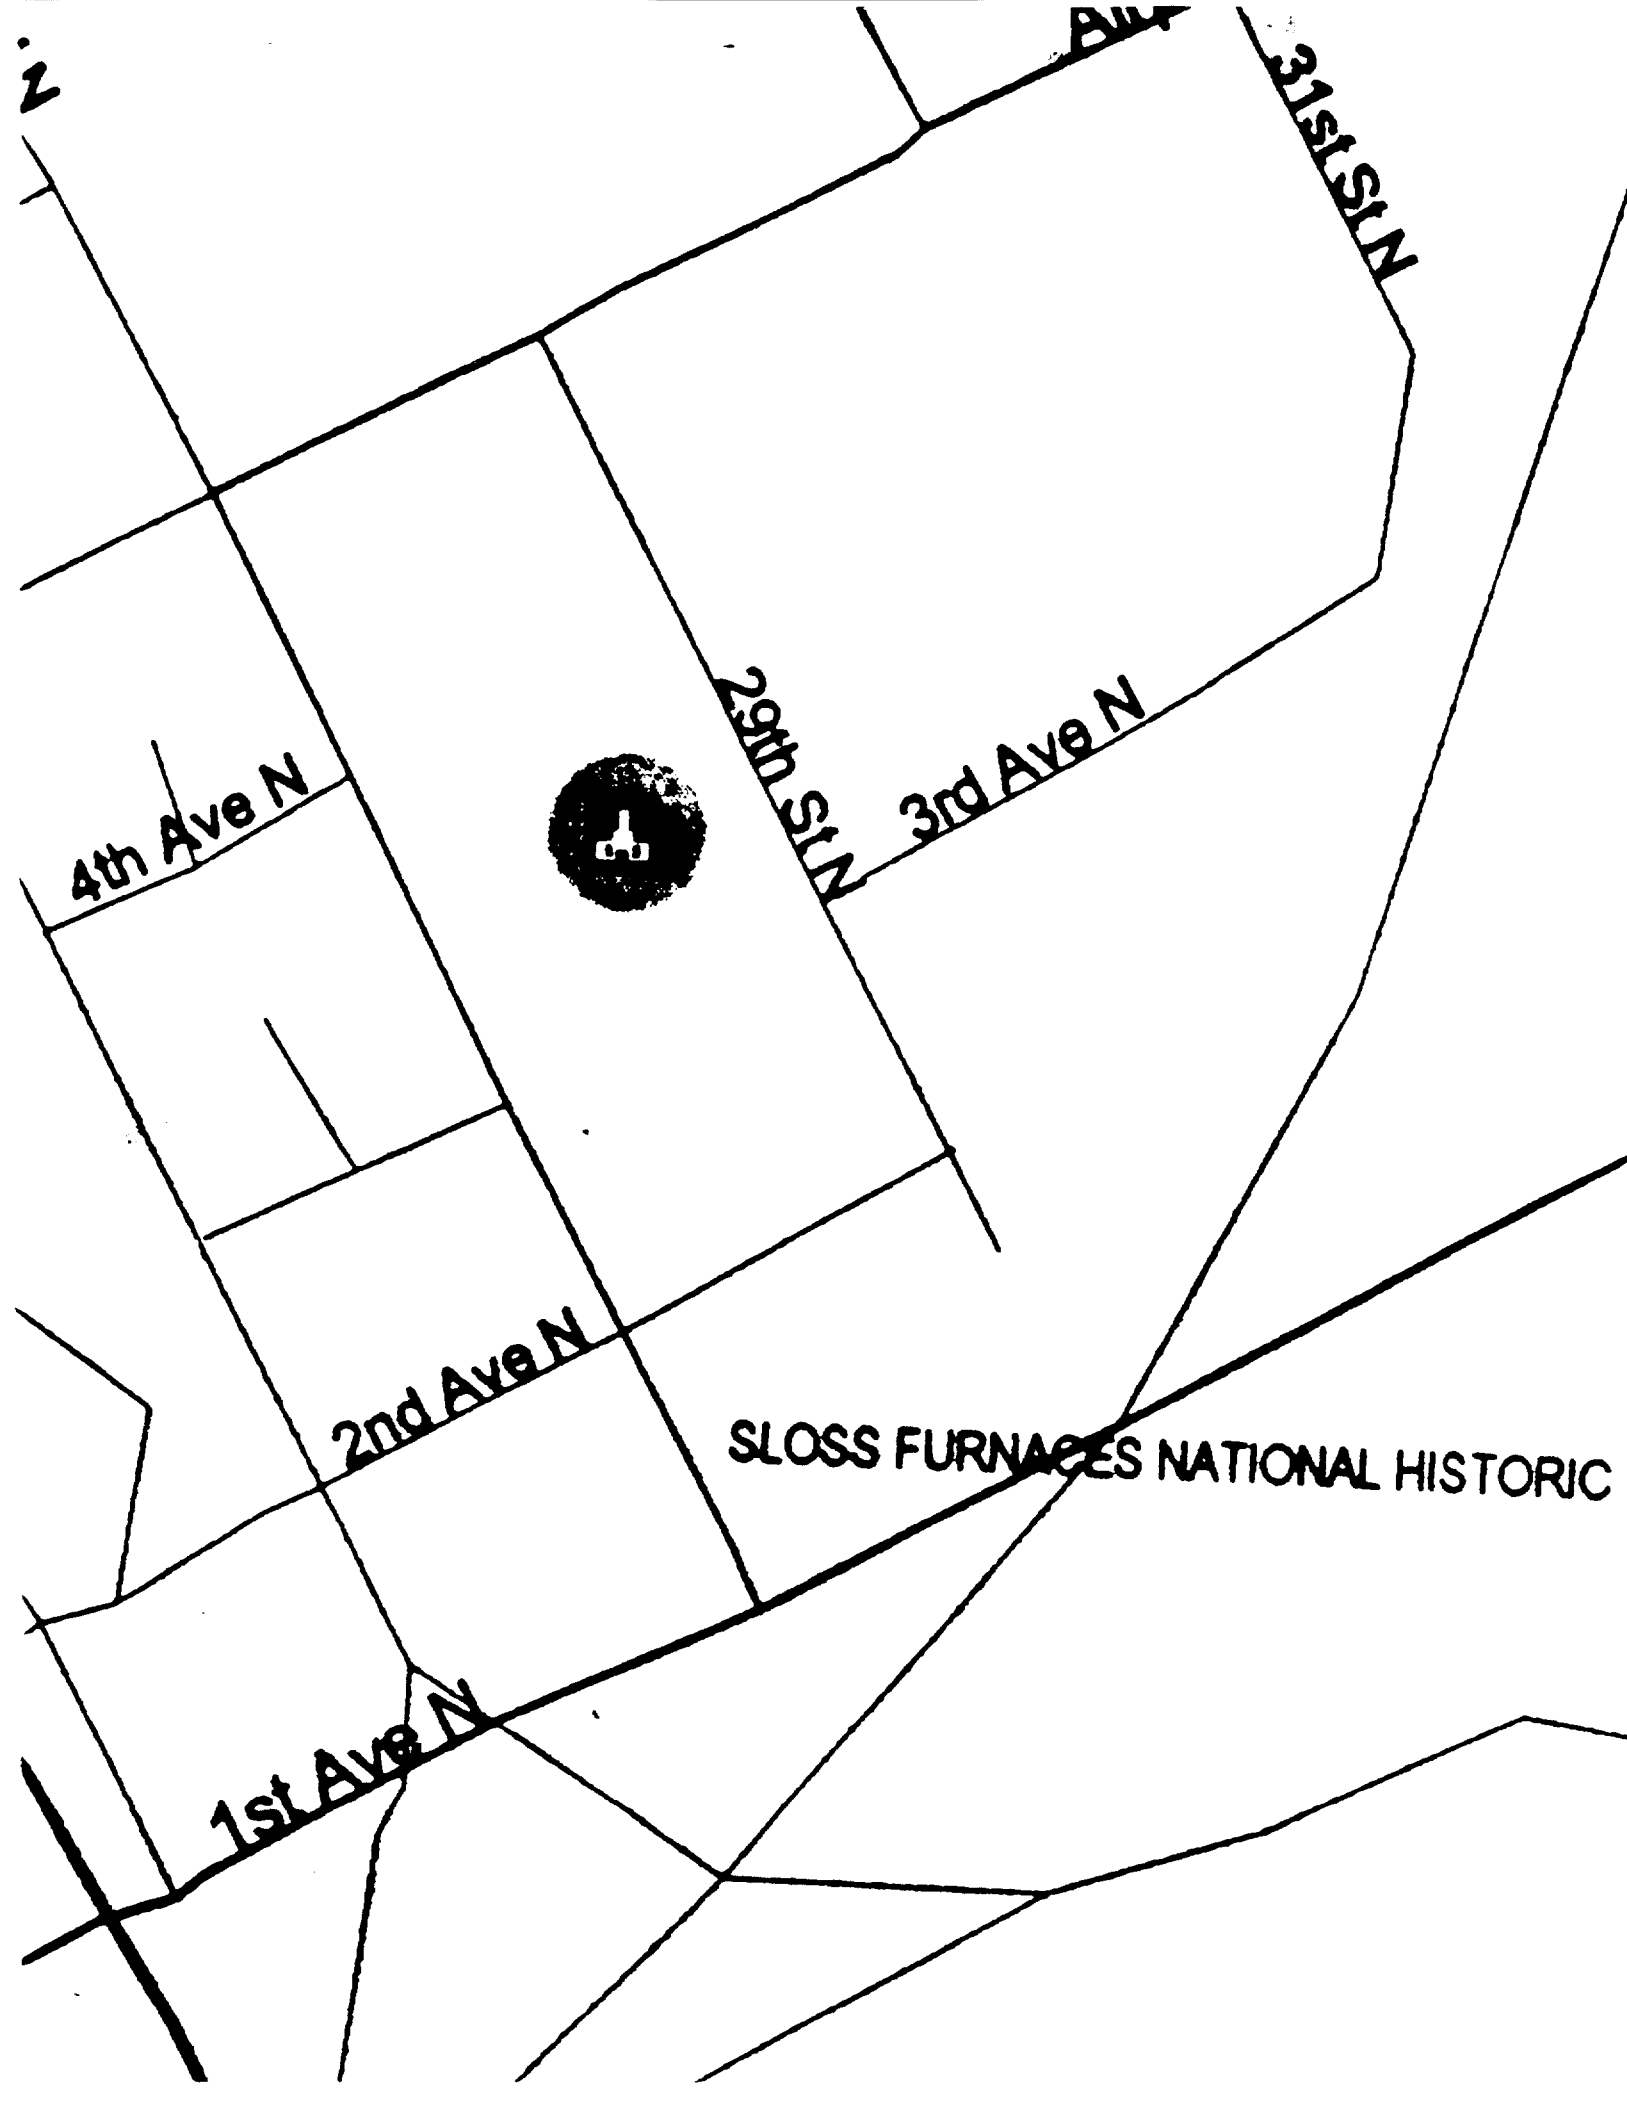 N
31st St N
29th St N
3rd Ave N
4th Ave N
2nd Ave N
SLOSS FURNACES NATIONAL HISTORIC
1st Ave N